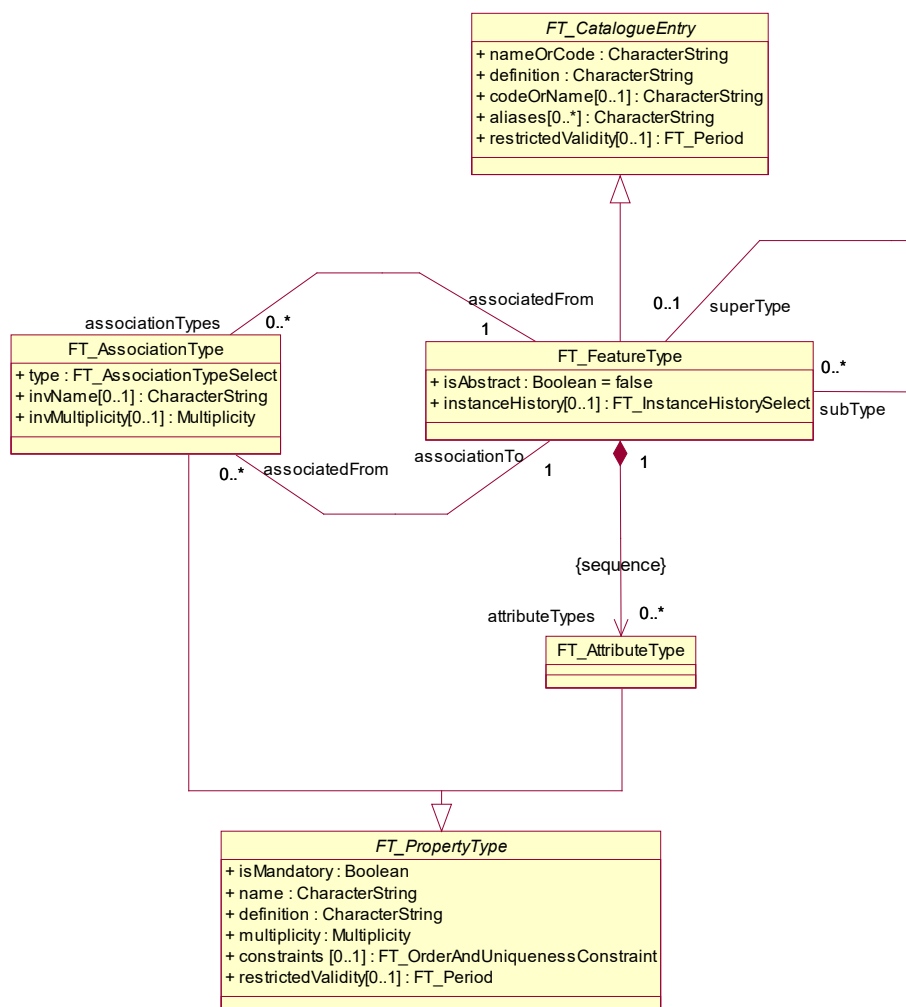 FT_CatalogueEntry
+ nameOrCode : CharacterString
+ definition : CharacterString
+ codeOrName[0..1] : CharacterString
+ aliases[0..*] : CharacterString
+ restrictedValidity[0..1] : FT_Period
associatedFrom
0..1
superType
associationTypes
0..*
1
FT_AssociationType
+ type : FT_AssociationTypeSelect
+ invName[0..1] : CharacterString
+ invMultiplicity[0..1] : Multiplicity
FT_FeatureType
+ isAbstract : Boolean = false
+ instanceHistory[0..1] : FT_InstanceHistorySelect
0..*
subType
0..*
associatedFrom
associationTo
1
1
{sequence}
attributeTypes
0..*
FT_AttributeType
FT_PropertyType
+ isMandatory : Boolean
+ name : CharacterString
+ definition : CharacterString
+ multiplicity : Multiplicity
+ constraints [0..1] : FT_OrderAndUniquenessConstraint
+ restrictedValidity[0..1] : FT_Period